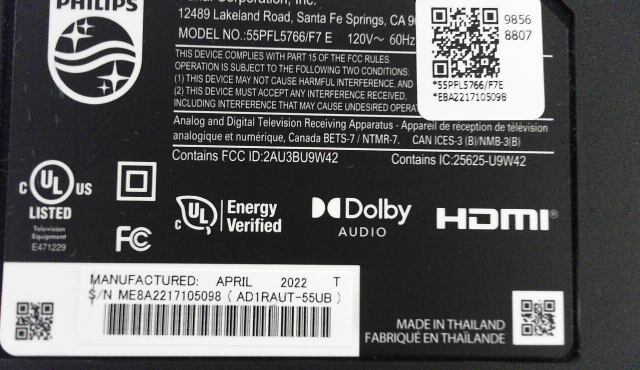 PHILIPS
Corporation, Inc.
12489 Lakeland Road, Santa Fe Springs, CA 90
MODEL NO.:55PFL5766/F7 E 120V～ 60Hz
THIS DEVICE COMPLIES WITH PART 15 OF THE FCC RULES.
OPERATION IS SUBJECT TO THE FOLLOWING TWO CONDITIONS:
(1) THIS DEVICE MAY NOT CAUSE HARMFUL INTERFERENCE, AND
(2) THIS DEVICE MUST ACCEPT ANY INTERFERENCE RECEIVED,
INCLUDING INTERFERENCE THAT MAY CAUSE UNDESIRED OPERAT
9856
8807
*55PFL5766/F7E
*E8A2217105098
Analog and Digital Television Receiving Apparatus - Appareil de réception de télévision
analogique et numérique, Canada BETS-7 / NTMR-7. CAN ICES-3 (B)/NMB-3(B)
Contains FCC ID:2AU3BU9W42 Contains IC:25625-U9W42
C UL US
LISTED
Television
Equipment
E471229
FC
UL Energy
Verified
Dolby
AUDIO
HDMI®
MANUFACTURED: APRIL 2022 T
S/N ME8A2217105098 ( AD1RAUT-55UB )
MADE IN THAILAND
FABRIQUÉ EN THAÏLANDE